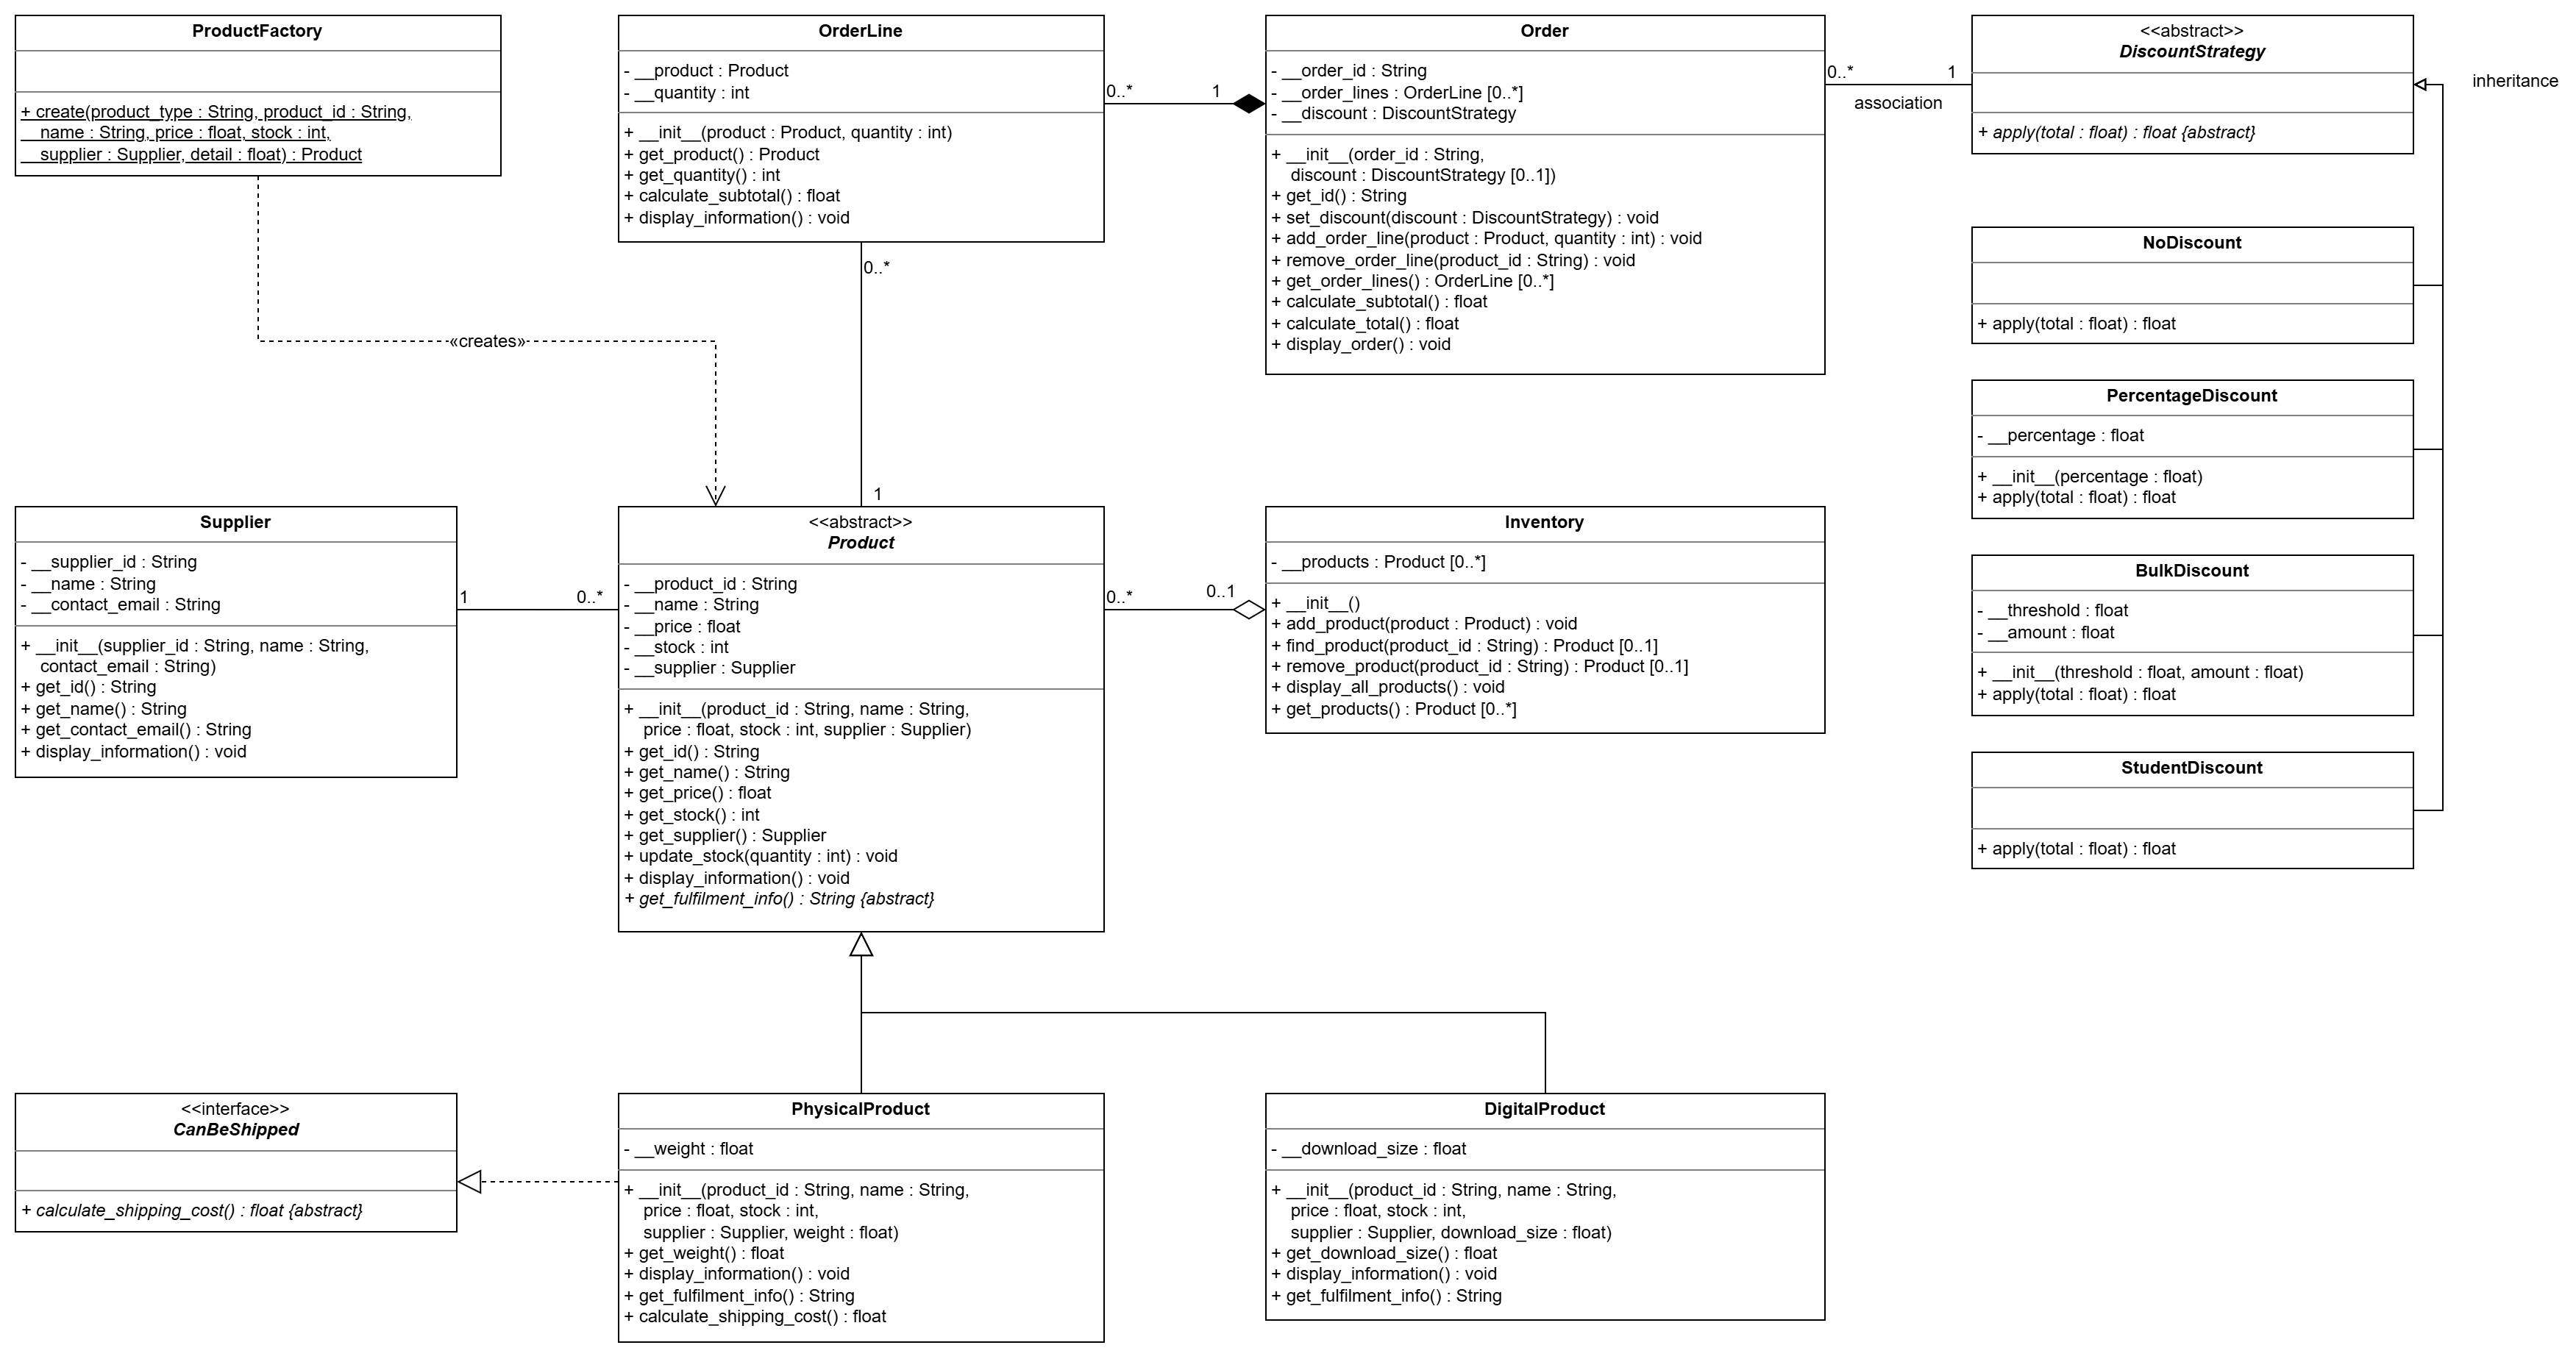 ProductFactory
+ create(product_type : String, product_id : String,
name : String, price : float, stock : int,
supplier : Supplier, detail : float) : Product
OrderLine
- __product : Product
- __quantity : int
+ __init__(product : Product, quantity : int)
+ get_product() : Product
+ get_quantity() : int
+ calculate_subtotal() : float
+ display_information() : void
0..*
1
Order
- __order_id : String
- __order_lines : OrderLine [0..*]
- __discount : DiscountStrategy
+ __init__(order_id : String,
discount : DiscountStrategy [0..1])
+ get_id() : String
+ set_discount(discount : DiscountStrategy) : void
+ add_order_line(product : Product, quantity : int) : void
+ remove_order_line(product_id : String) : void
+ get_order_lines() : OrderLine [0..*]
+ calculate_subtotal() : float
+ calculate_total() : float
+ display_order() : void
0..*
1
association
<<abstract>>
DiscountStrategy
+ apply(total : float) : float {abstract}
inheritance
NoDiscount
+ apply(total : float) : float
PercentageDiscount
- __percentage : float
+ __init__(percentage : float)
+ apply(total : float) : float
BulkDiscount
- __threshold : float
- __amount : float
+ __init__(threshold : float, amount : float)
+ apply(total : float) : float
StudentDiscount
+ apply(total : float) : float
0..*
«creates»
1
Supplier
- __supplier_id : String
- __name : String
- __contact_email : String
+ __init__(supplier_id : String, name : String,
contact_email : String)
+ get_id() : String
+ get_name() : String
+ get_contact_email() : String
+ display_information() : void
1
0..*
<<abstract>>
Product
- __product_id : String
- __name : String
- __price : float
- __stock : int
- __supplier : Supplier
+ __init__(product_id : String, name : String,
price : float, stock : int, supplier : Supplier)
+ get_id() : String
+ get_name() : String
+ get_price() : float
+ get_stock() : int
+ get_supplier() : Supplier
+ update_stock(quantity : int) : void
+ display_information() : void
+ get_fulfilment_info() : String {abstract}
0..*
0..1
Inventory
- __products : Product [0..*]
+ __init__()
+ add_product(product : Product) : void
+ find_product(product_id : String) : Product [0..1]
+ remove_product(product_id : String) : Product [0..1]
+ display_all_products() : void
+ get_products() : Product [0..*]
<<interface>>
CanBeShipped
+ calculate_shipping_cost() : float {abstract}
PhysicalProduct
- __weight : float
+ __init__(product_id : String, name : String,
price : float, stock : int,
supplier : Supplier, weight : float)
+ get_weight() : float
+ display_information() : void
+ get_fulfilment_info() : String
+ calculate_shipping_cost() : float
DigitalProduct
- __download_size : float
+ __init__(product_id : String, name : String,
price : float, stock : int,
supplier : Supplier, download_size : float)
+ get_download_size() : float
+ display_information() : void
+ get_fulfilment_info() : String